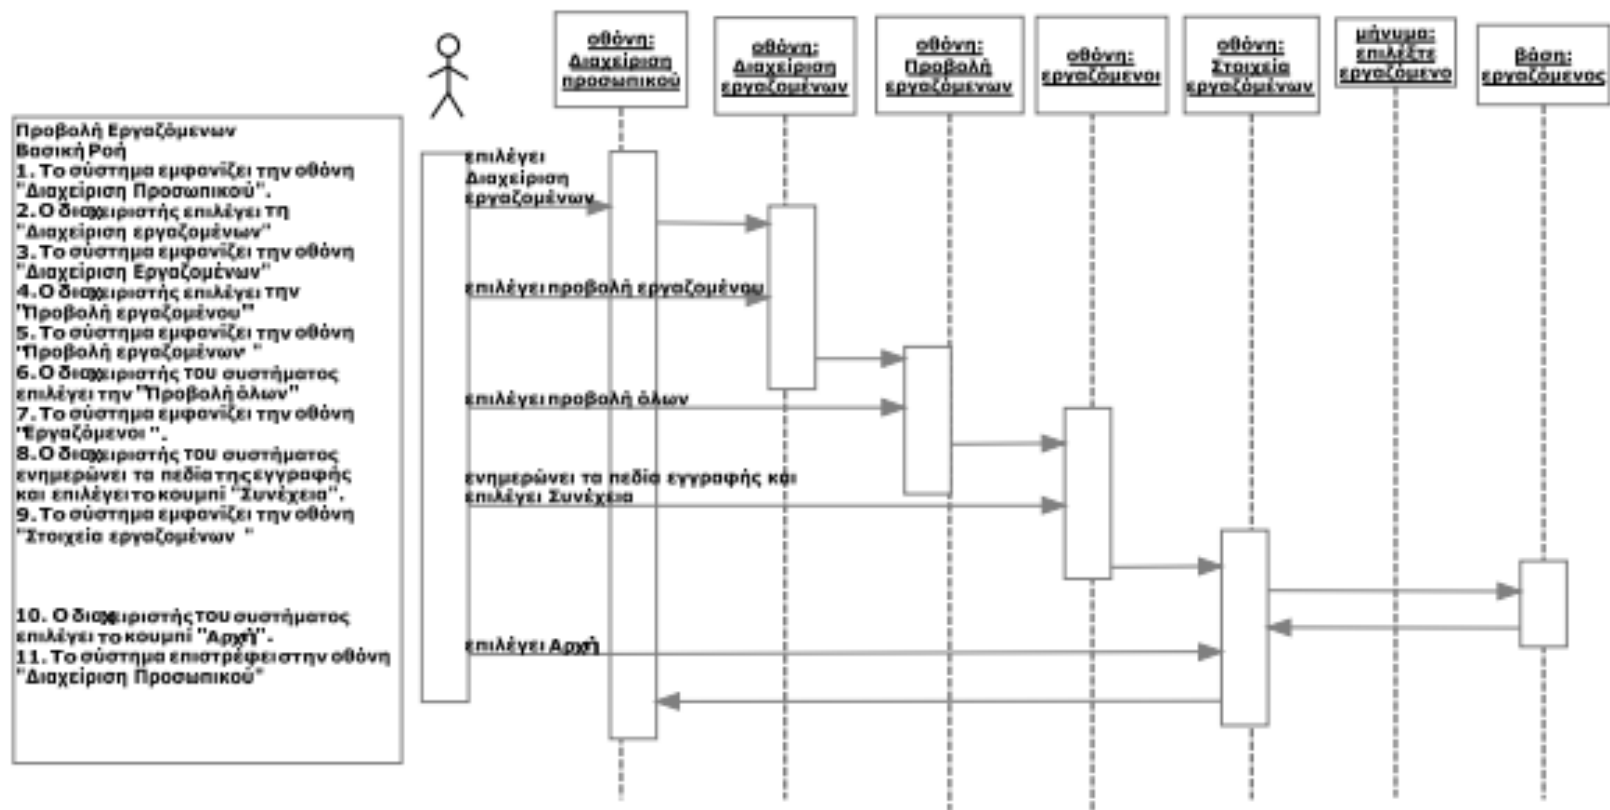 οθόνη:
Διαχείριση
προσωπικού
οθόνη:
Διαχείριση
εργαζομένων
οθόνη:
Προβολή
εργαζομένων
οθόνη:
εργαζόμενοι
οθόνη:
Στοιχεία
εργαζομένων
μήνυμα:
επιλέξτε
εργαζόμενο
βάση:
εργαζόμενος
Προβολή Εργαζόμενων
Βασική Ροή
1. Το σύστημα εμφανίζει την οθόνη
"Διαχείριση Προσωπικού".
2.Ο διαχειριστής επιλέγει τη
"Διαχείριση εργαζομένων"
3. Το σύστημα εμφανίζει την οθόνη
"Διαχείριση Εργαζομένων"
4.Ο διαχειριστής επιλέγει την
"Προβολή εργαζομένου"
5. Το σύστημα εμφανίζει την οθόνη
"Προβολή εργαζομένων "
6.Ο διαχειριστής του συστήματος
επιλέγει την "Προβολή όλων"
7. Το σύστημα εμφανίζει την οθόνη
"Εργαζόμενοι ".
8.Ο διαχειριστής του συστήματος
ενημερώνει τα πεδία της εγγραφής
και επιλέγει το κουμπί "Συνέχεια".
9. Το σύστημα εμφανίζει την οθόνη
"Στοιχεία εργαζομένων "
10. Ο διαχειριστής του συστήματος
επιλέγει το κουμπί "Αρχή".
11. Το σύστημα επιστρέφει στην οθόνη
"Διαχείριση Προσωπικού"
επιλέγει
Διαχείριση
εργαζομένων
επιλέγει προβολή εργαζομένου
επιλέγει προβολή όλων
ενημερώνει τα πεδία εγγραφής και
επιλέγει Συνέχεια
επιλέγει Αρχή